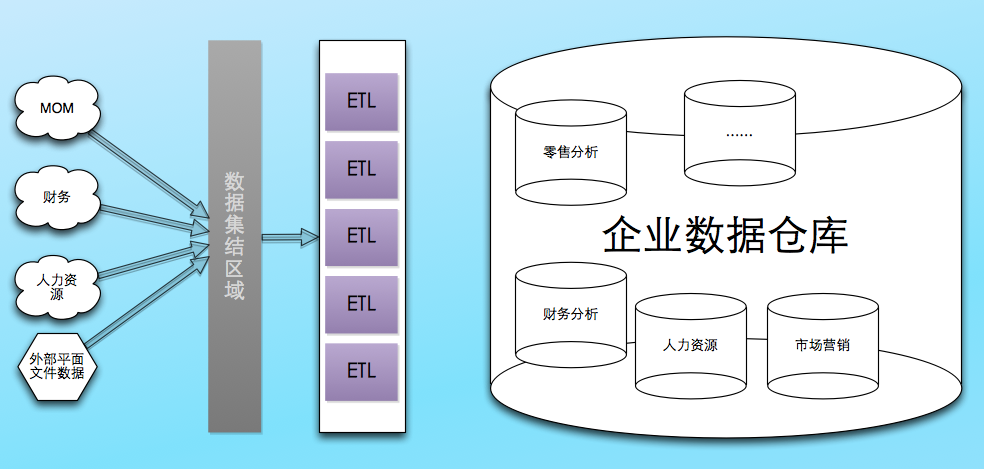 MOM
财务
人力资
源
外部平面
文件数据
数
据
集
结
区
域
ETL
ETL
ETL
ETL
ETL
零售分析
......
企业数据仓库
财务分析
人力资源
市场营销